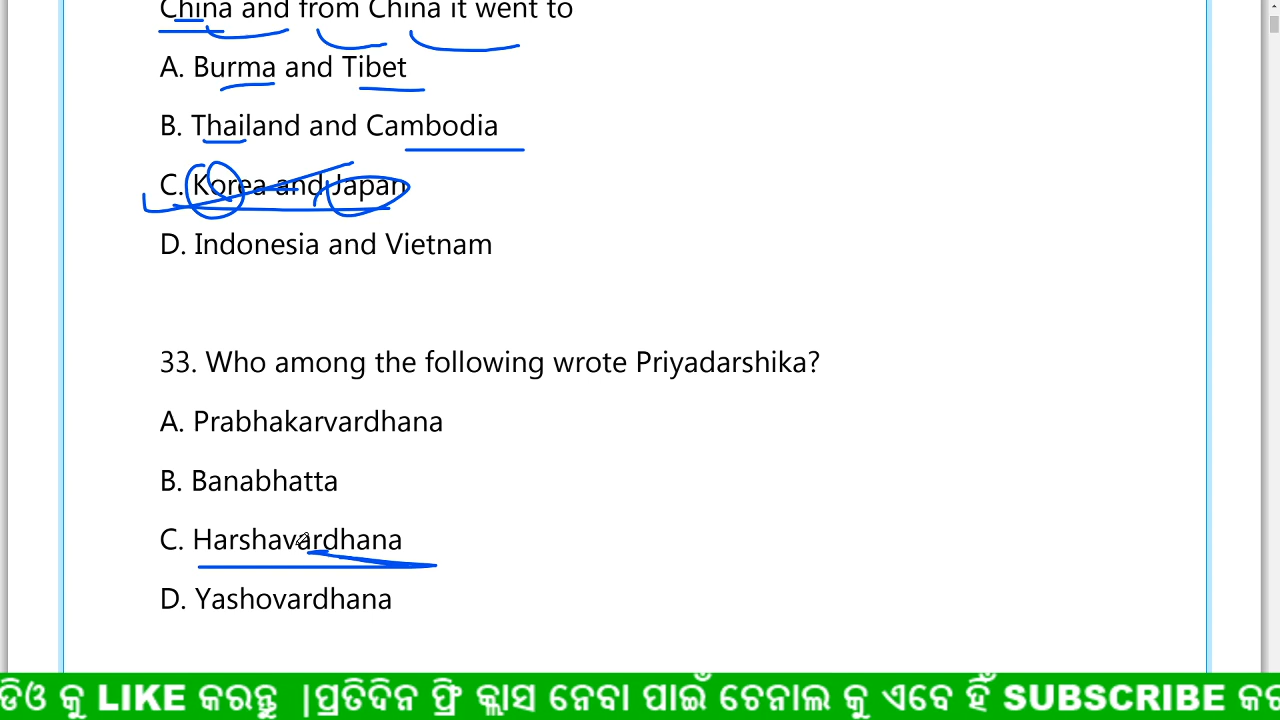 China and from China it went to
A. Burma and Tibet
B. Thailand and Cambodia
C. Korea and Japan
D. Indonesia and Vietnam
33. Who among the following wrote Priyadarshika?
A. Prabhakarvardhana
B. Banabhatta
C. Harshavardhana
D. Yashovardhana
ଡିଓ କୁ LIKE କରନ୍ତୁ |ପ୍ରତିଦିନ ଫ୍ରି କ୍ଲାସ ନେବା ପାଇଁ ଚେନାଲ କୁ ଏବେ ହିଁ SUBSCRIBE